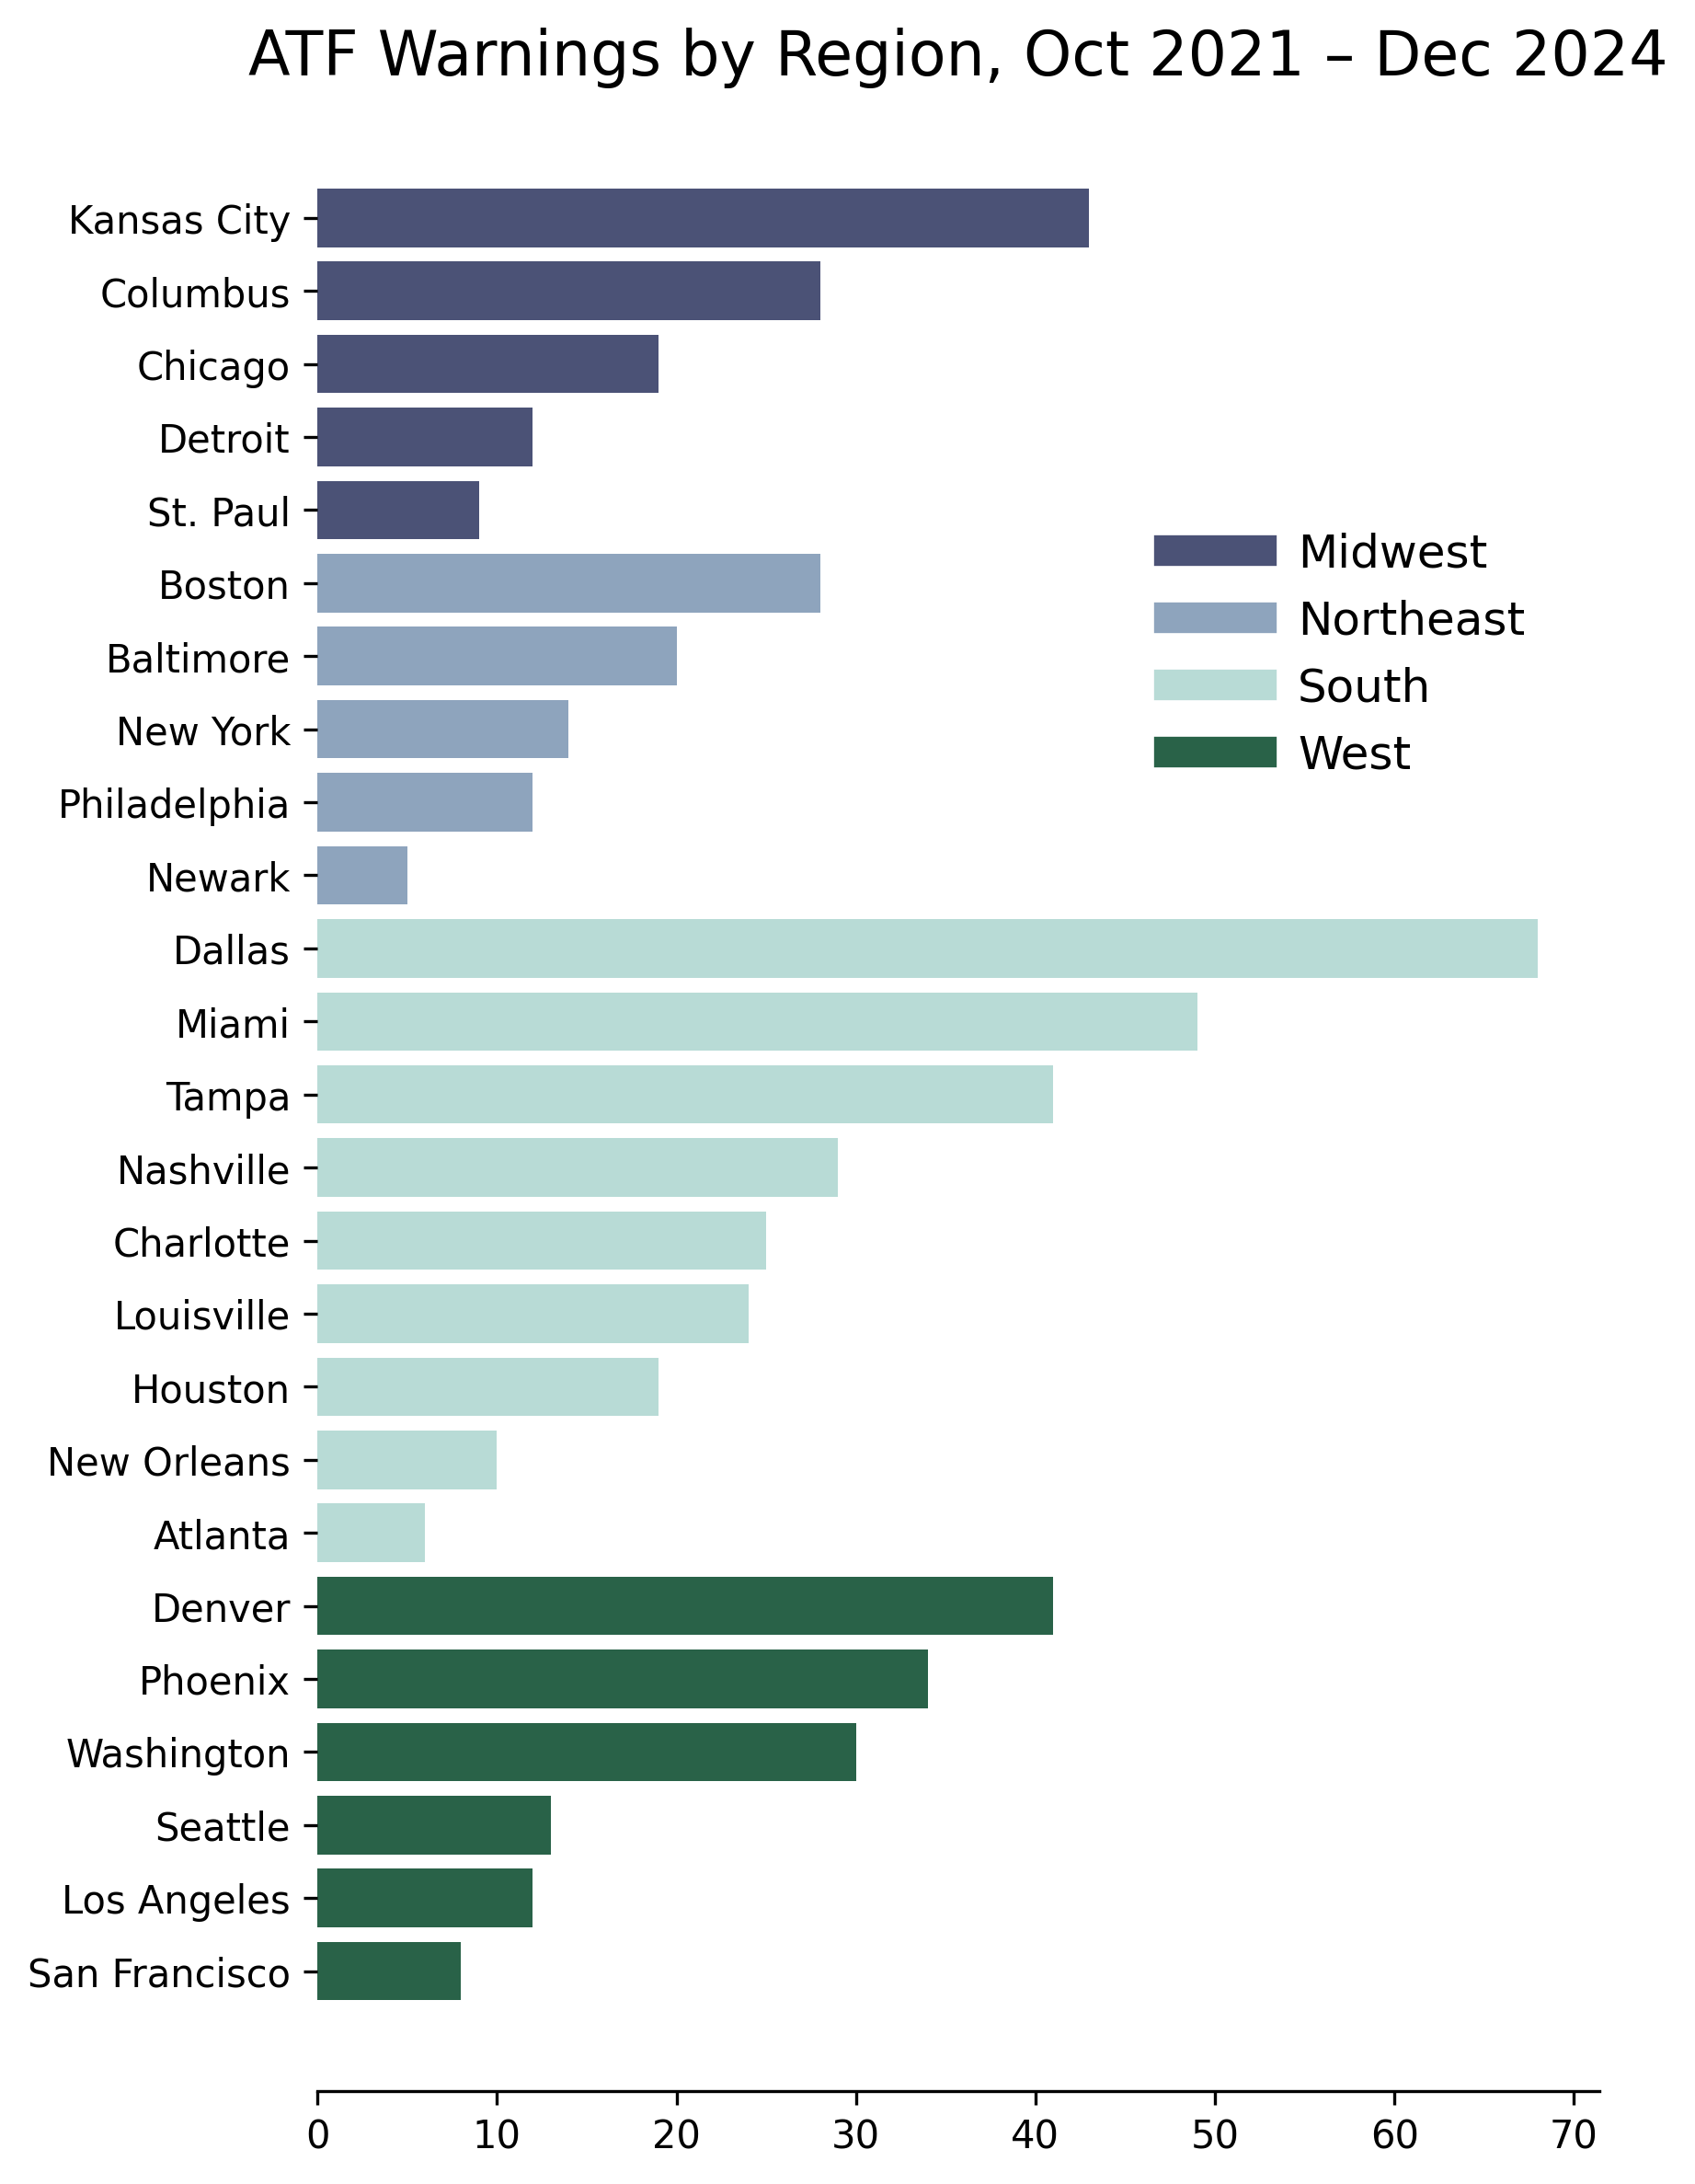 ATF Warnings by Region, Oct 2021 – Dec 2024
Kansas City
Columbus
Chicago
Detroit
St. Paul
Boston
Baltimore
New York
Philadelphia
Newark
Dallas
Miami
Tampa
Nashville
Charlotte
Louisville
Houston
New Orleans
Atlanta
Denver
Phoenix
Washington
Seattle
Los Angeles
San Francisco
Midwest
Northeast
South
West
0 10 20 30 40 50 60 70